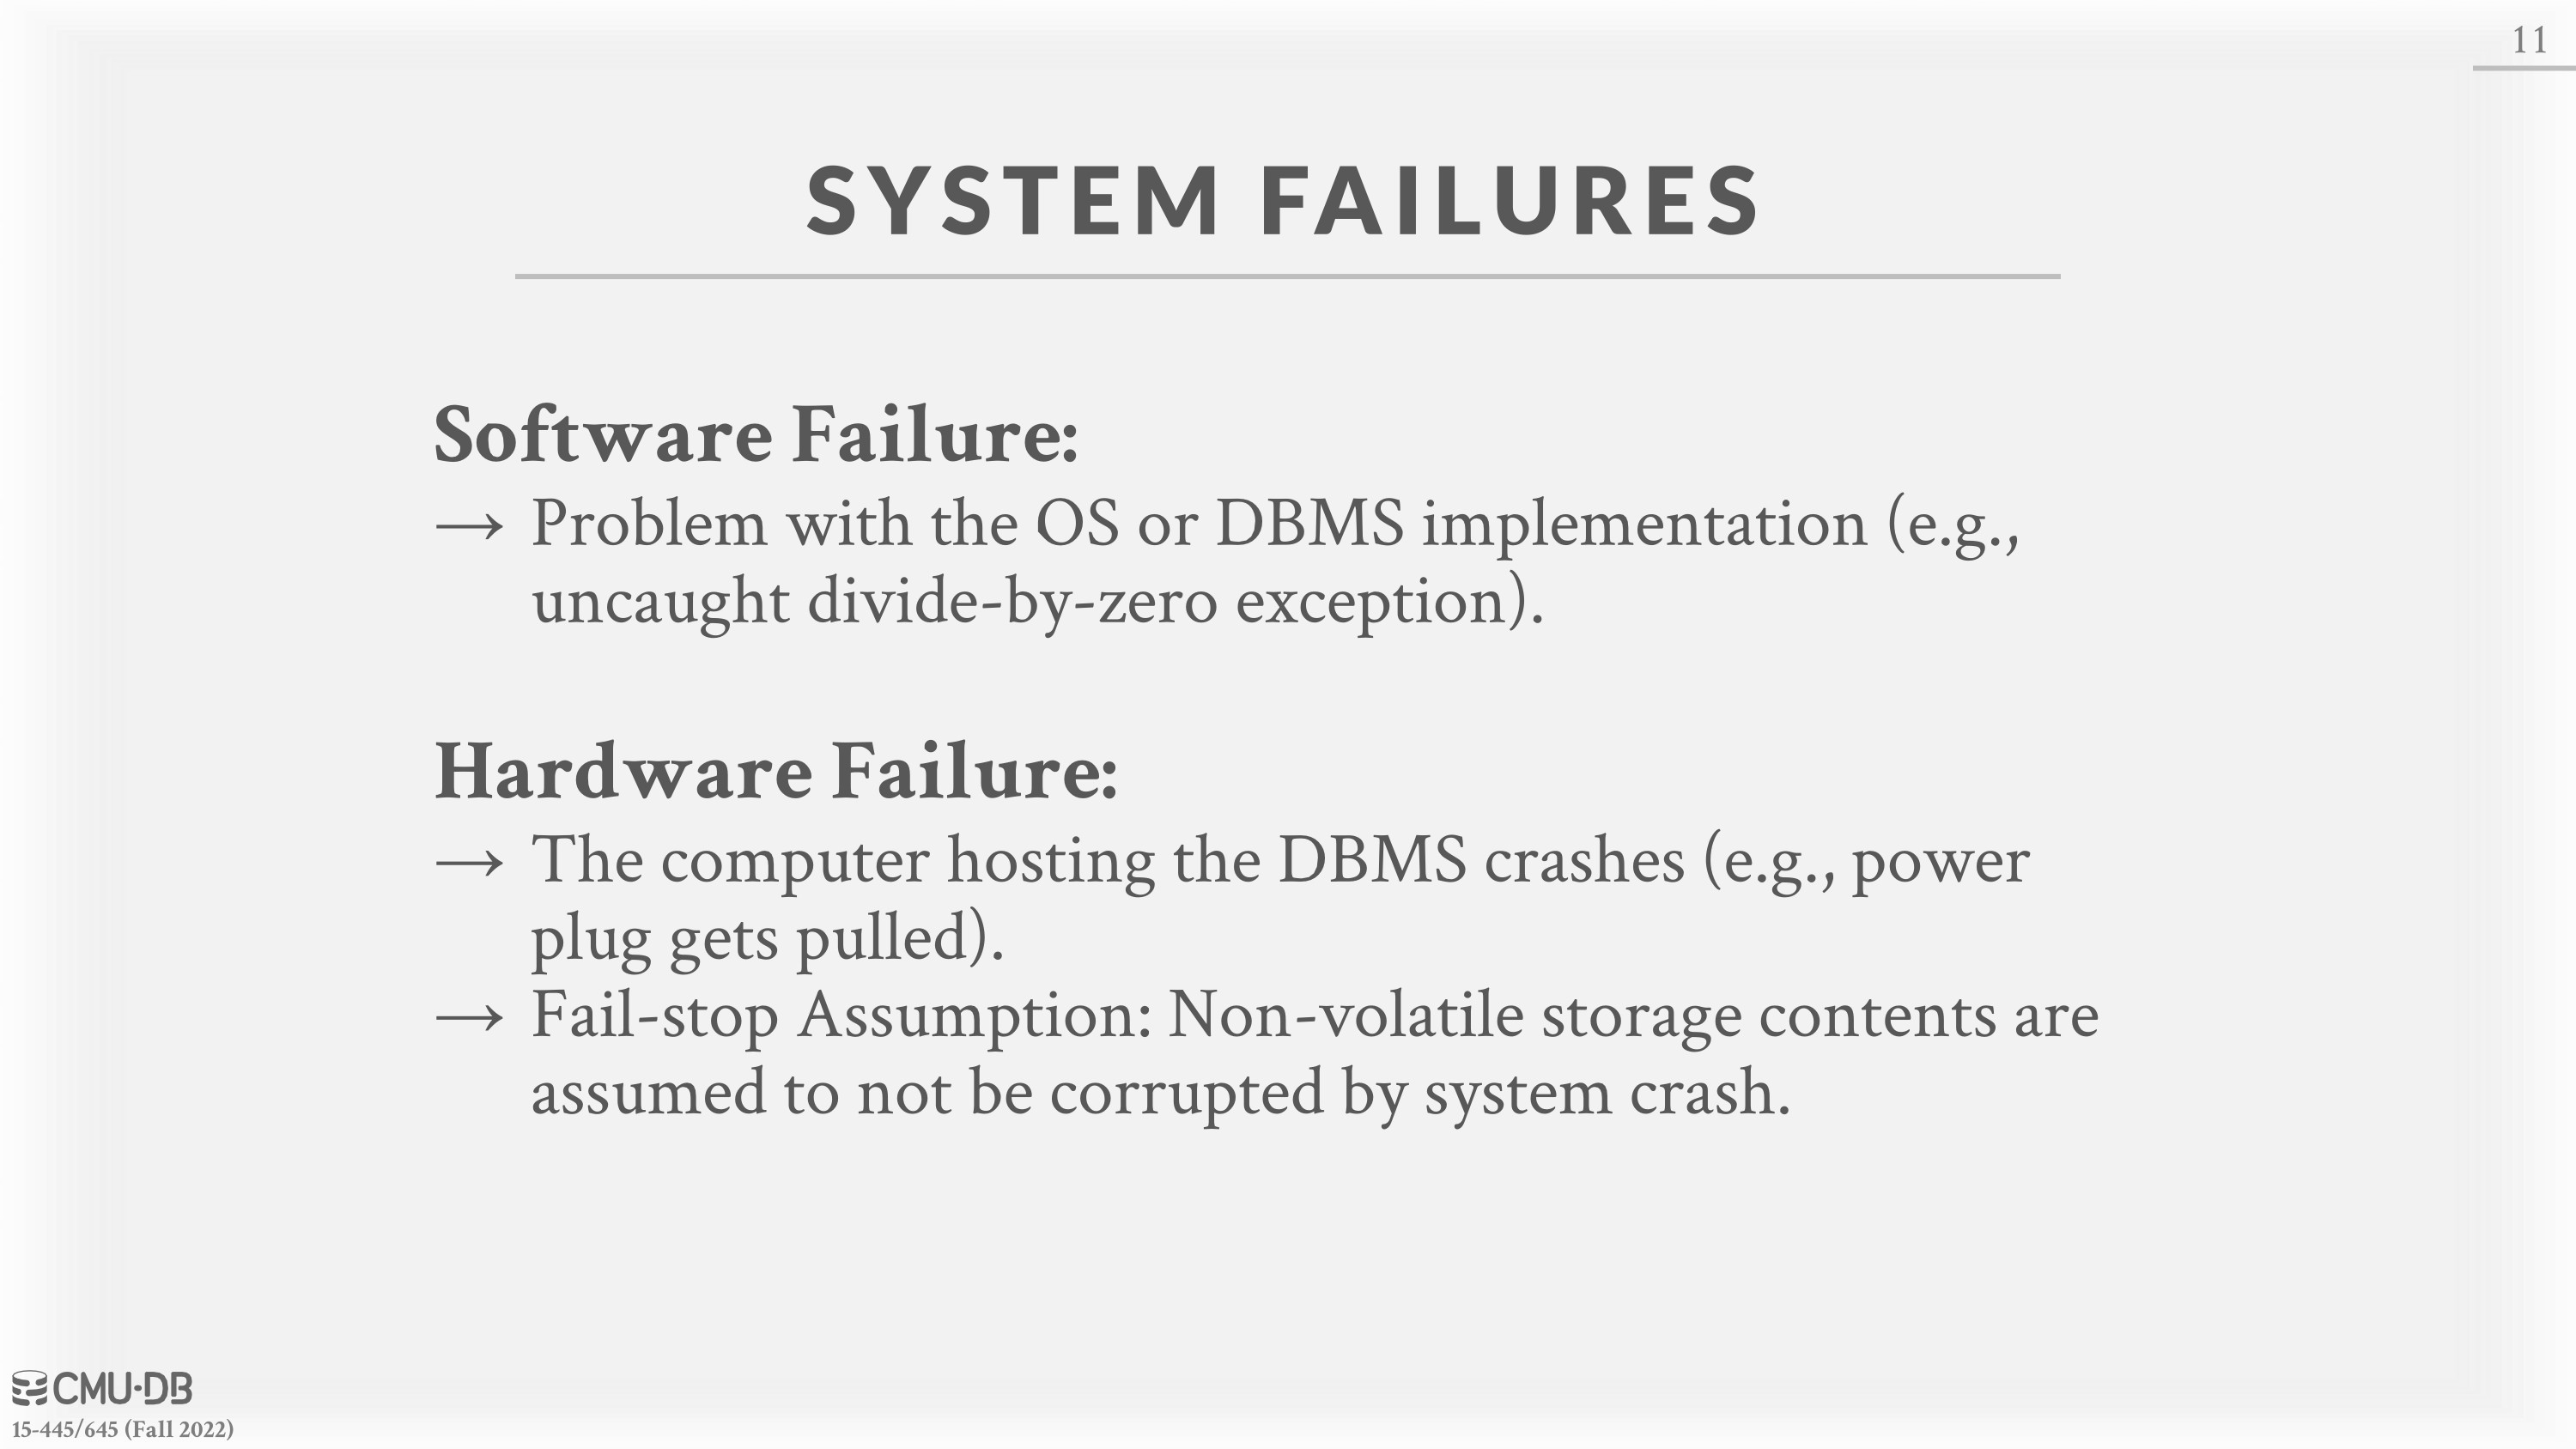 11
SYSTEM FAILURES
Software Failure:
→ Problem with the OS or DBMS implementation (e.g.,
uncaught divide-by-zero exception).
Hardware Failure:
→ The computer hosting the DBMS crashes (e.g., power
plug gets pulled).
→ Fail-stop Assumption: Non-volatile storage contents are
assumed to not be corrupted by system crash.
CMU·DB
15-445/645 (Fall 2022)